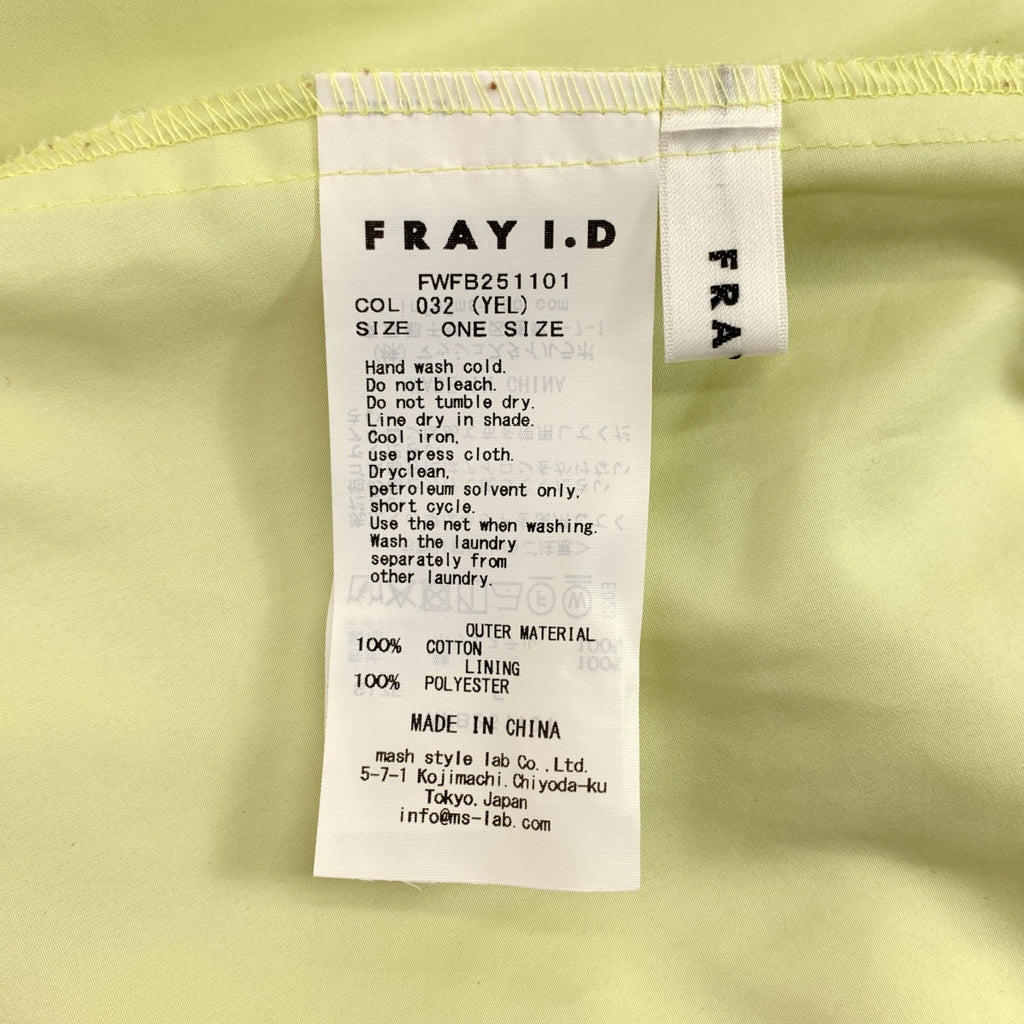 FRAY I.D
FWFB251101
COL 032 (YEL)
SIZE ONE SIZE
Hand wash cold.
Do not bleach.
Do not tumble dry.
Line dry in shade.
Cool iron,
use press cloth.
Dryclean,
petroleum solvent only,
short cycle.
Use the net when washing.
Wash the laundry
separately from
other laundry.
OUTER MATERIAL
100% COTTON
LINING
100% POLYESTER
MADE IN CHINA
mash style lab Co.,Ltd.
5-7-1 Kojimachi.Chiyoda-ku
Tokyo.Japan
info@ms-lab.com
FRA